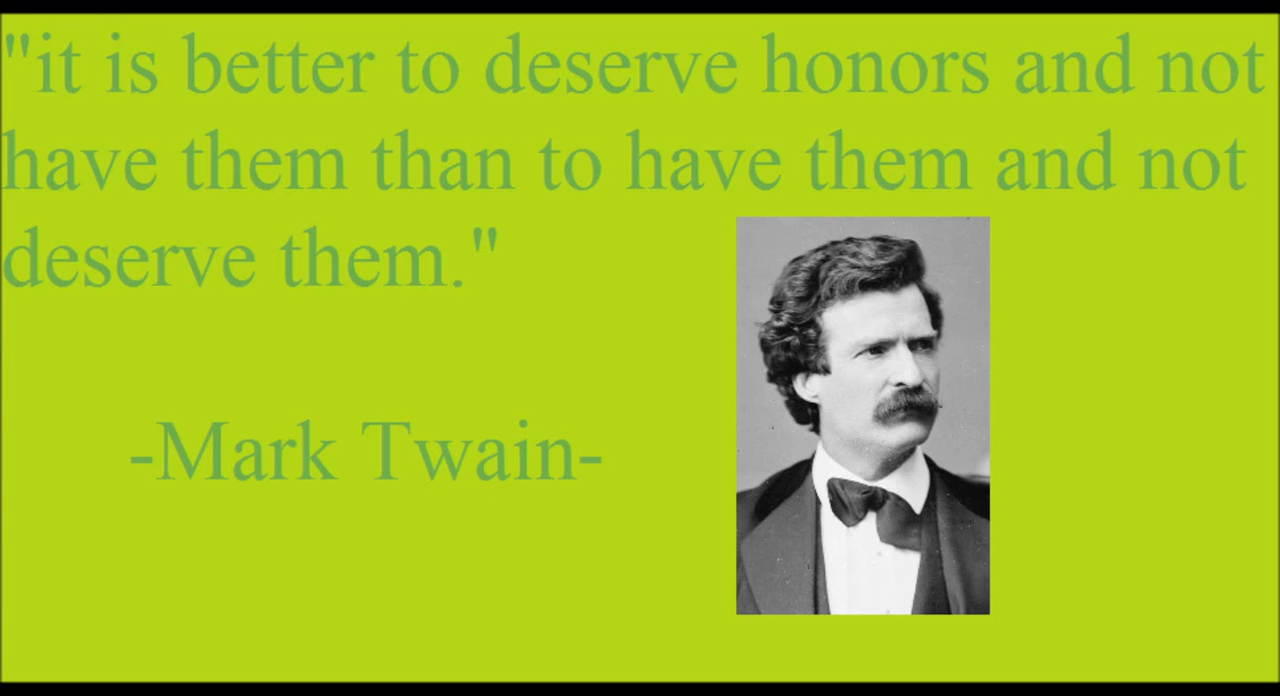 "it is better to deserve honors and not
have them than to have them and not
deserve them."
-Mark Twain-